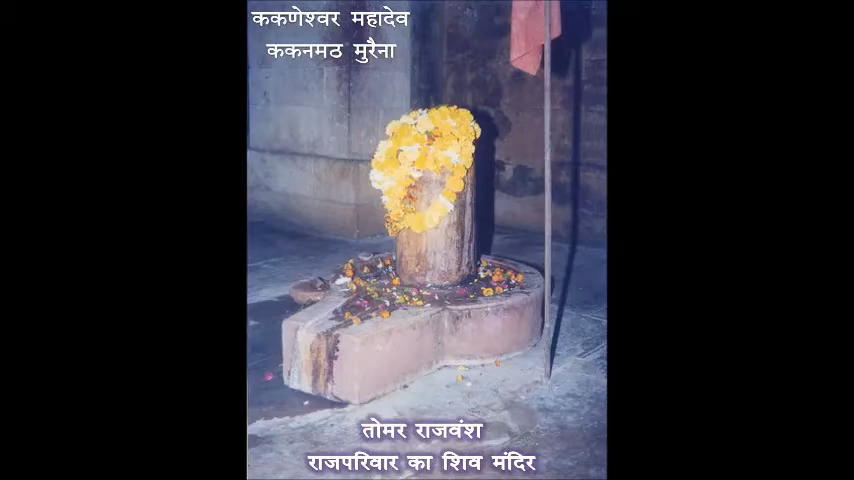 ककणेश्वर महादेव
ककनमठ मुरैना
तोमर राजवंश
राजपरिवार का शिव मंदिर